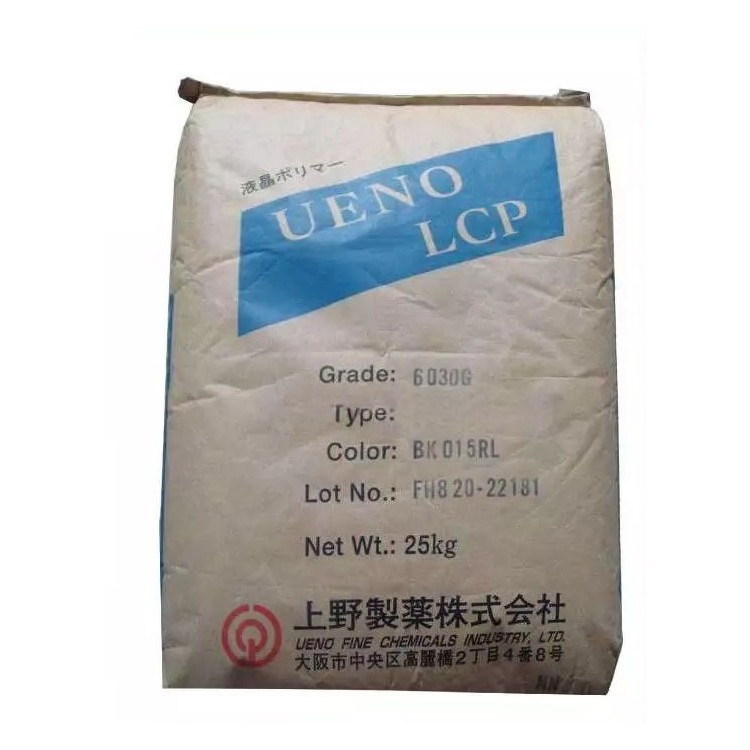 液晶ポリマー
UENO
LCP
Grade: 6030G
Type:
Color: BK015RL
Lot No.: FH820-22181
Net Wt.: 25kg
上野製薬株式会社
UENO FINE CHEMICALS INDUSTRY, LTD.
大阪市中央区高麗橋2丁目4番8号
NN